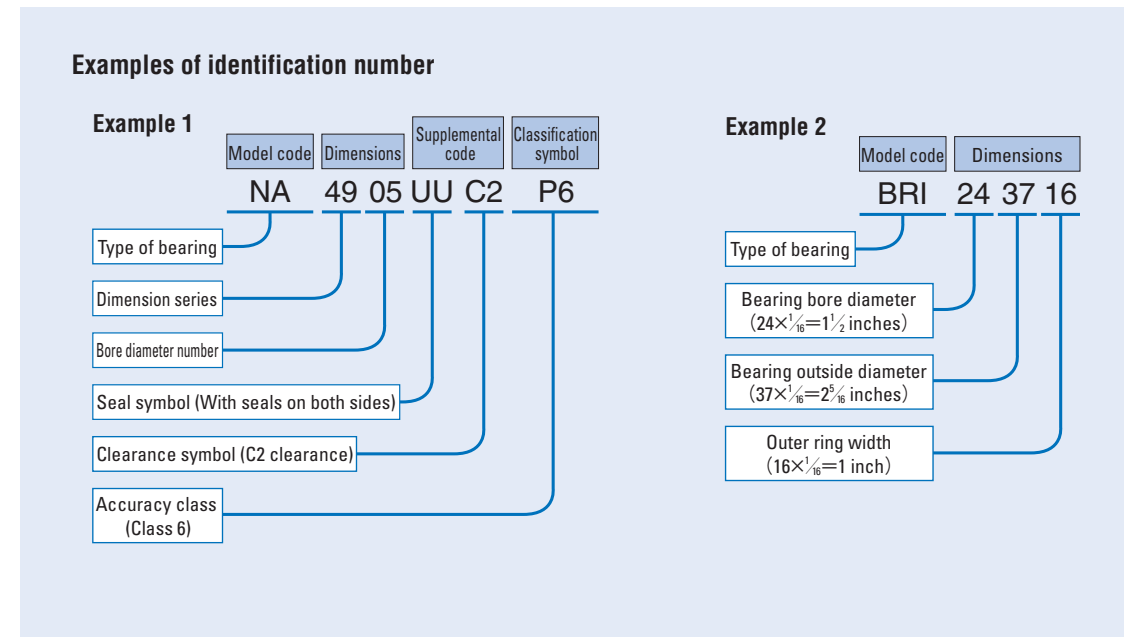 Examples of identification number
Example 1
Model code
Dimensions
Supplemental
code
Classification
symbol
NA 49 05 UU C2 P6
Type of bearing
Dimension series
Bore diameter number
Seal symbol (With seals on both sides)
Clearance symbol (C2 clearance)
Accuracy class
(Class 6)
Example 2
Model code
Dimensions
BRI 24 37 16
Type of bearing
Bearing bore diameter
(24×1⁄16=1 1⁄2 inches)
Bearing outside diameter
(37×1⁄16=2 5⁄16 inches)
Outer ring width
(16×1⁄16=1 inch)